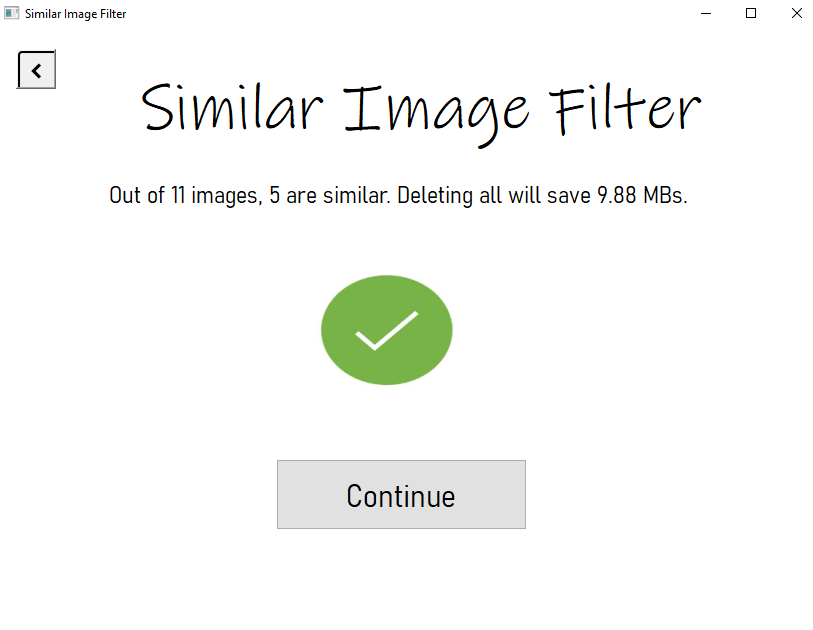 Similar Image Filter
Similar Image Filter
Out of 11 images, 5 are similar. Deleting all will save 9.88 MBs.
Continue